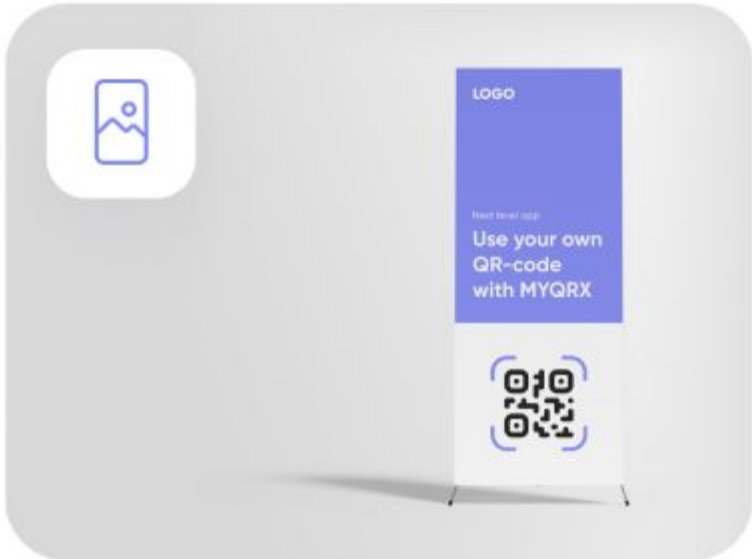 LOGO
Next level app
Use your own
QR-code
with MYQRX